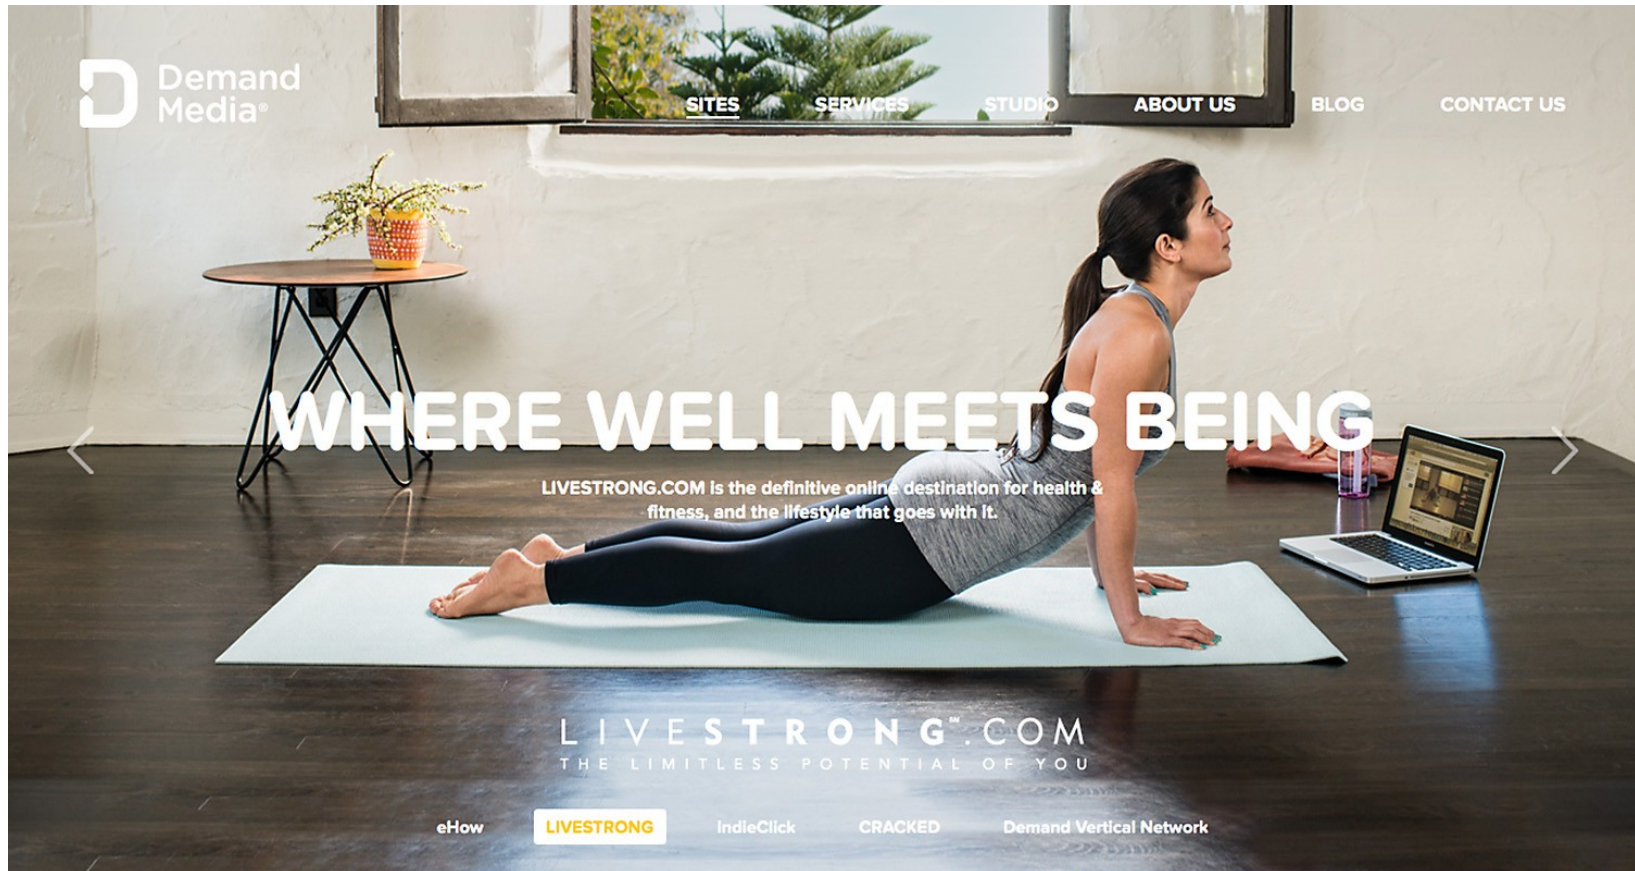 Demand
Media®
SITES
SERVICES
STUDIO
ABOUT US
BLOG
CONTACT US
WHERE WELL MEETS BEING
LIVESTRONG.COM is the definitive online destination for health &
fitness, and the lifestyle that goes with it.
LIVESTRONG℠.COM
THE LIMITLESS POTENTIAL OF YOU
eHow
LIVESTRONG
IndieClick
CRACKED
Demand Vertical Network